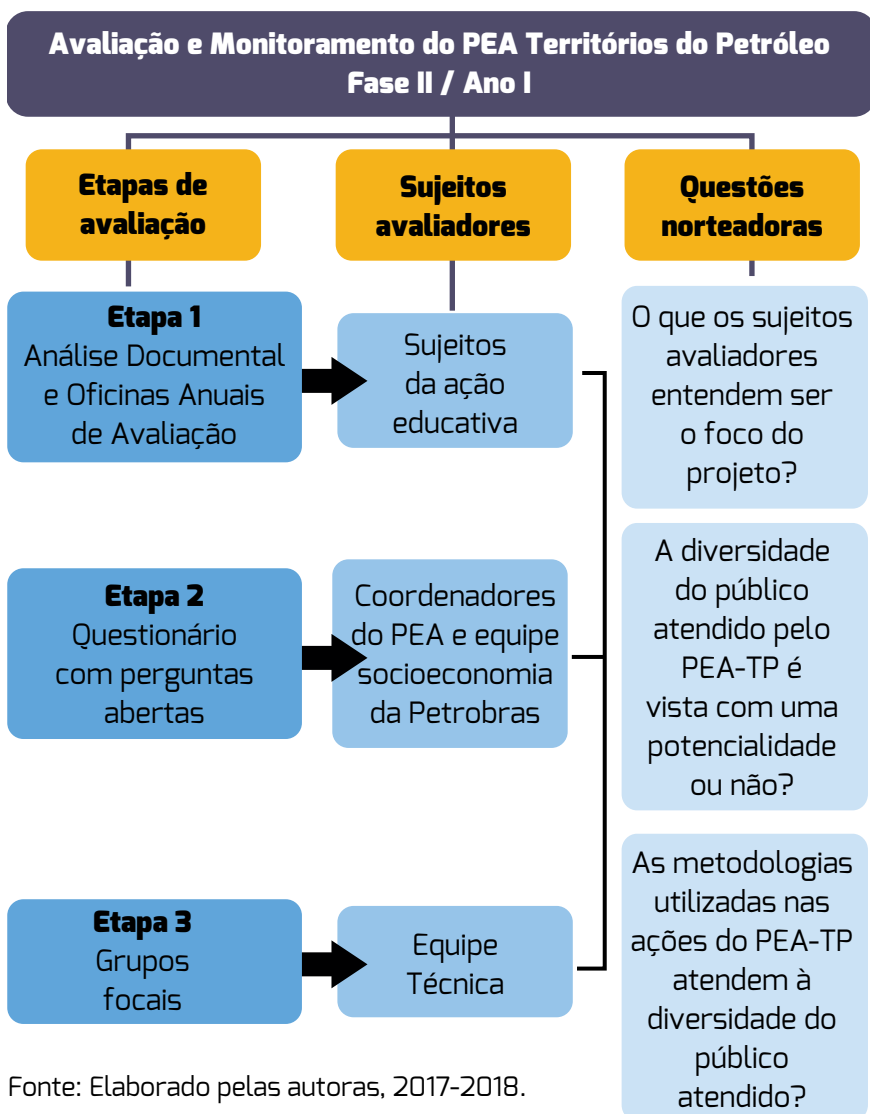 Avaliação e Monitoramento do PEA Territórios do Petróleo
Fase II / Ano I
Etapas de
avaliação
Sujeitos
avaliadores
Questões
norteadoras
Etapa 1
Análise Documental
e Oficinas Anuais
de Avaliação
Sujeitos
da ação
educativa
O que os sujeitos
avaliadores
entendem ser
o foco do
projeto?
Etapa 2
Questionário
com perguntas
abertas
Coordenadores
do PEA e equipe
socioeconomia
da Petrobras
A diversidade
do público
atendido pelo
PEA-TP é
vista com uma
potencialidade
ou não?
Etapa 3
Grupos
focais
Equipe
Técnica
As metodologias
utilizadas nas
ações do PEA-TP
atendem à
diversidade do
público
atendido?
Fonte: Elaborado pelas autoras, 2017-2018.